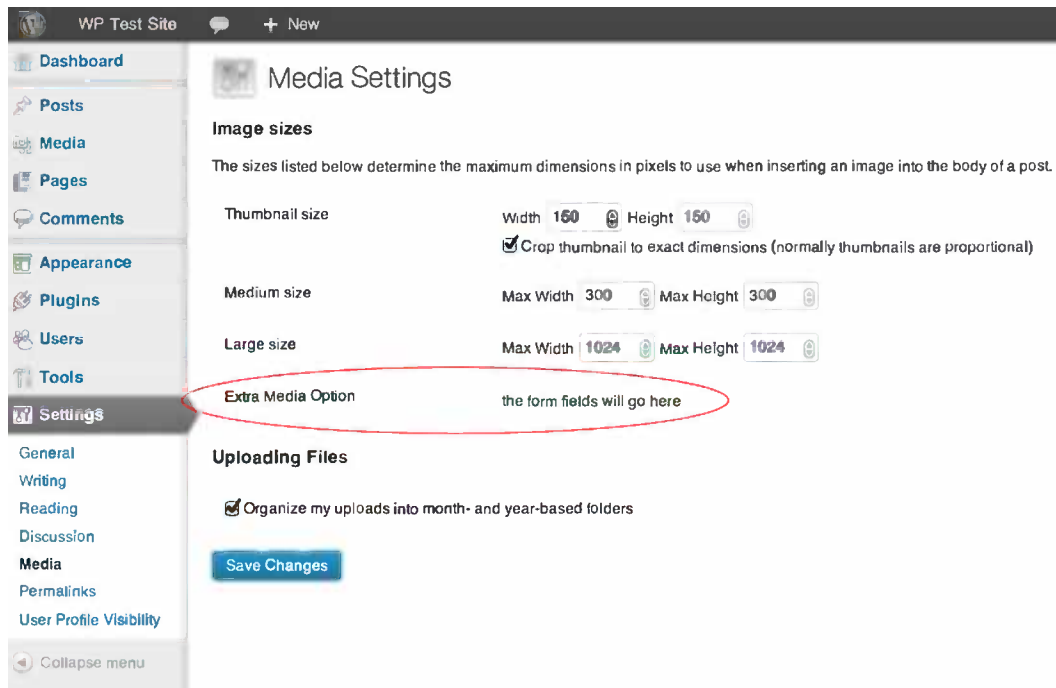 WP Test Site + New
Dashboard
Posts
Media
Pages
Comments
Appearance
Plugins
Users
Tools
Settings
General
Writing
Reading
Discussion
Media
Permalinks
User Profile Visibility
Collapse menu
Media Settings
Image sizes
The sizes listed below determine the maximum dimensions in pixels to use when inserting an image into the body of a post.
Thumbnail size Width 150 Height 150
Crop thumbnail to exact dimensions (normally thumbnails are proportional)
Medium size Max Width 300 Max Height 300
Large size Max Width 1024 Max Height 1024
Extra Media Option the form fields will go here
Uploading Files
Organize my uploads into month- and year-based folders
Save Changes